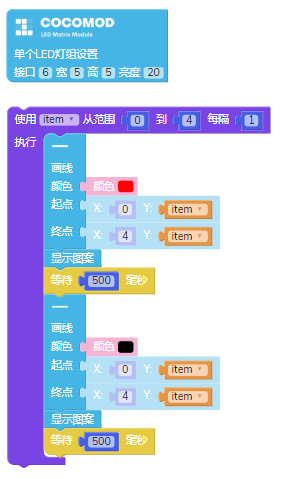 COCOMOD
LED Matrix Module
单个LED灯组设置
接口 6 宽 5 高 5 亮度 20
使用 item 从范围 0 到 4 每隔 1
执行
画线
颜色 颜色
起点 X: 0 Y: item
终点 X: 4 Y: item
显示图案
等待 500 毫秒
画线
颜色 颜色
起点 X: 0 Y: item
终点 X: 4 Y: item
显示图案
等待 500 毫秒